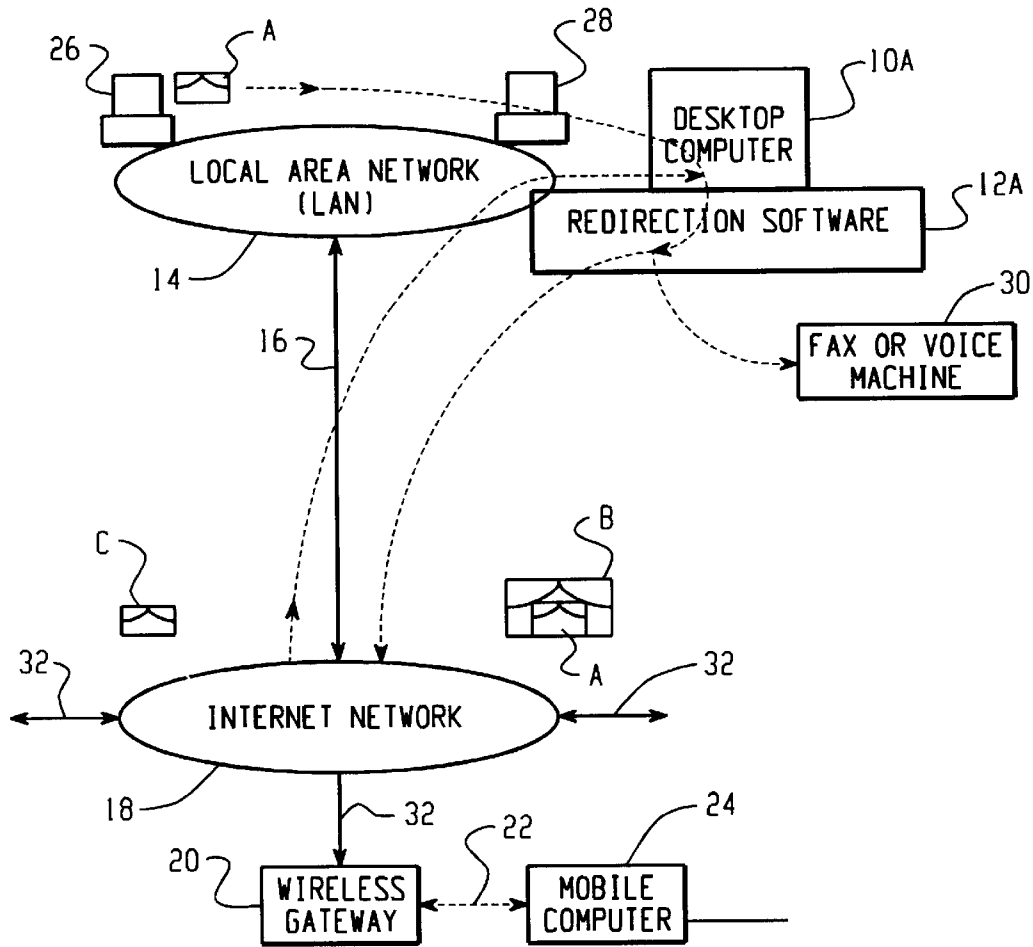 26
A
28
10A
DESKTOP
COMPUTER
LOCAL AREA NETWORK
(LAN)
12A
REDIRECTION SOFTWARE
14
30
16
FAX OR VOICE
MACHINE
C
B
A
32
32
INTERNET NETWORK
18
32
22
24
20
WIRELESS
GATEWAY
MOBILE
COMPUTER